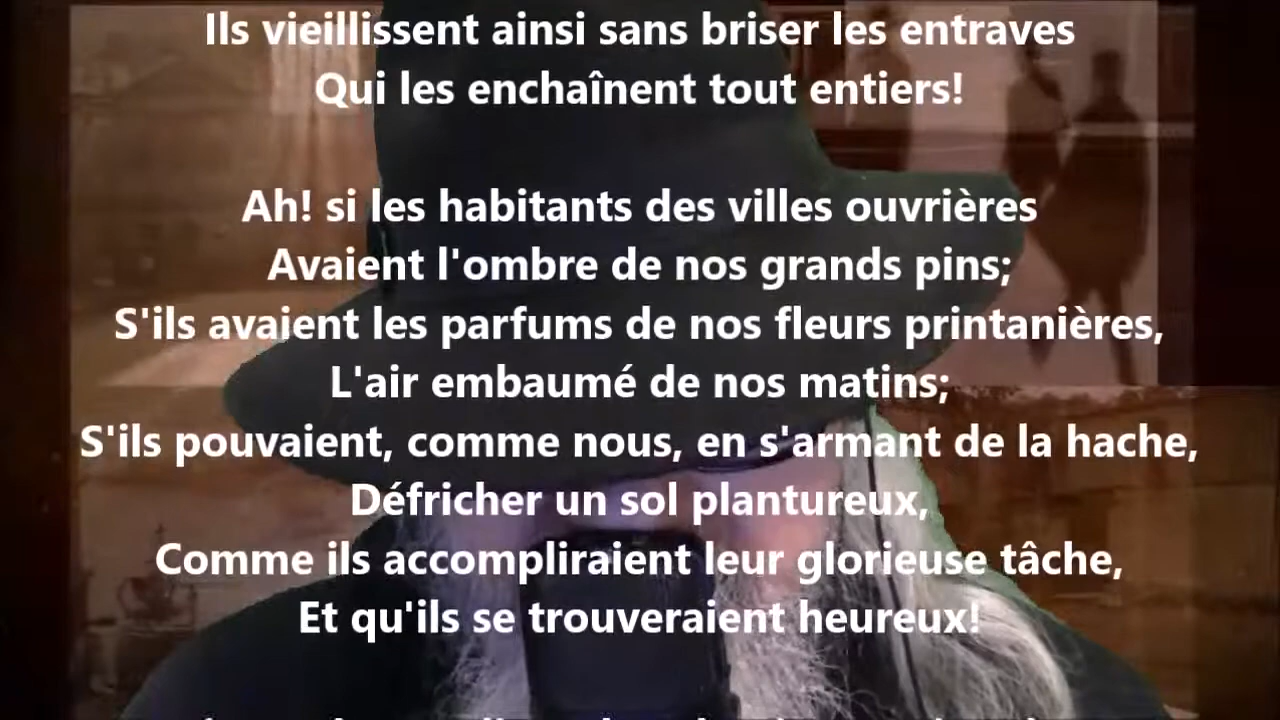 Ils vieillissent ainsi sans briser les entraves
Qui les enchaînent tout entiers!
Ah! si les habitants des villes ouvrières
Avaient l'ombre de nos grands pins;
S'ils avaient les parfums de nos fleurs printanières,
L'air embaumé de nos matins;
S'ils pouvaient, comme nous, en s'armant de la hache,
Défricher un sol plantureux,
Comme ils accompliraient leur glorieuse tâche,
Et qu'ils se trouveraient heureux!